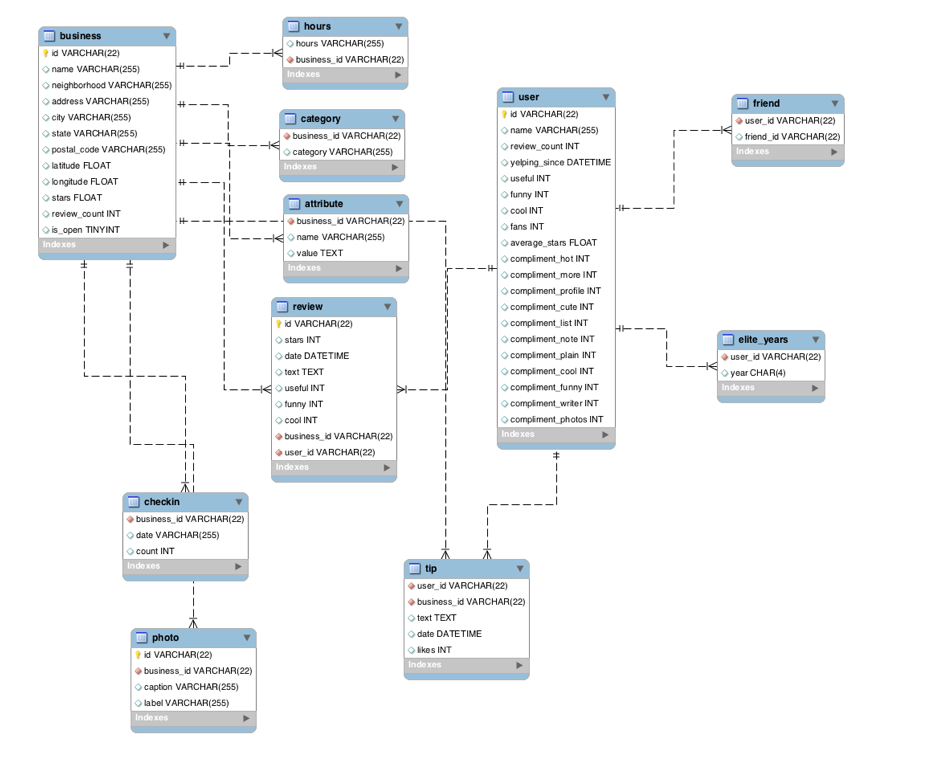 business
id VARCHAR(22)
name VARCHAR(255)
neighborhood VARCHAR(255)
address VARCHAR(255)
city VARCHAR(255)
state VARCHAR(255)
postal_code VARCHAR(255)
latitude FLOAT
longitude FLOAT
stars FLOAT
review_count INT
is_open TINYINT
Indexes
hours
hours VARCHAR(255)
business_id VARCHAR(22)
Indexes
category
business_id VARCHAR(22)
category VARCHAR(255)
Indexes
attribute
business_id VARCHAR(22)
name VARCHAR(255)
value TEXT
Indexes
review
id VARCHAR(22)
stars INT
date DATETIME
text TEXT
useful INT
funny INT
cool INT
business_id VARCHAR(22)
user_id VARCHAR(22)
Indexes
user
id VARCHAR(22)
name VARCHAR(255)
review_count INT
yelping_since DATETIME
useful INT
funny INT
cool INT
fans INT
average_stars FLOAT
compliment_hot INT
compliment_more INT
compliment_profile INT
compliment_cute INT
compliment_list INT
compliment_note INT
compliment_plain INT
compliment_cool INT
compliment_funny INT
compliment_writer INT
compliment_photos INT
Indexes
friend
user_id VARCHAR(22)
friend_id VARCHAR(22)
Indexes
elite_years
user_id VARCHAR(22)
year CHAR(4)
Indexes
checkin
business_id VARCHAR(22)
date VARCHAR(255)
count INT
Indexes
tip
user_id VARCHAR(22)
business_id VARCHAR(22)
text TEXT
date DATETIME
likes INT
Indexes
photo
id VARCHAR(22)
business_id VARCHAR(22)
caption VARCHAR(255)
label VARCHAR(255)
Indexes